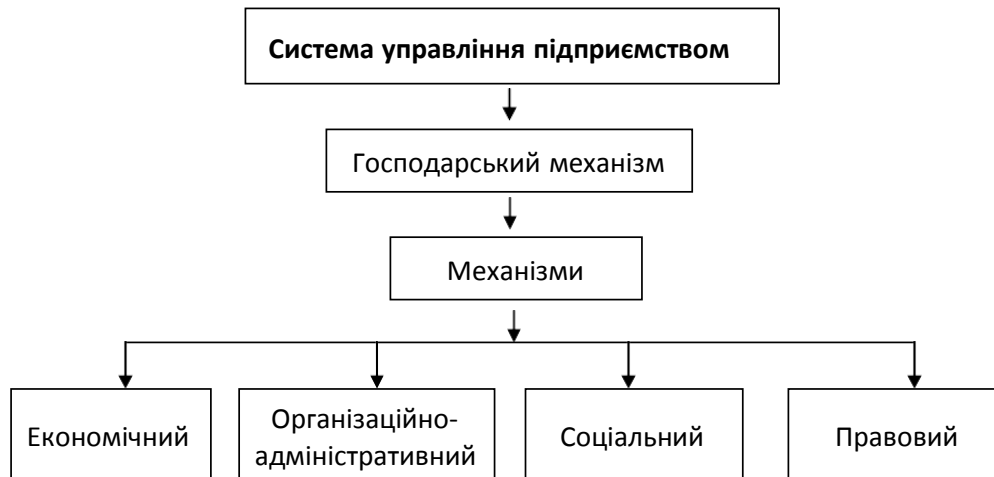 Система управління підприємством
Господарський механізм
Механізми
Економічний
Організаційно-
адміністративний
Соціальний
Правовий